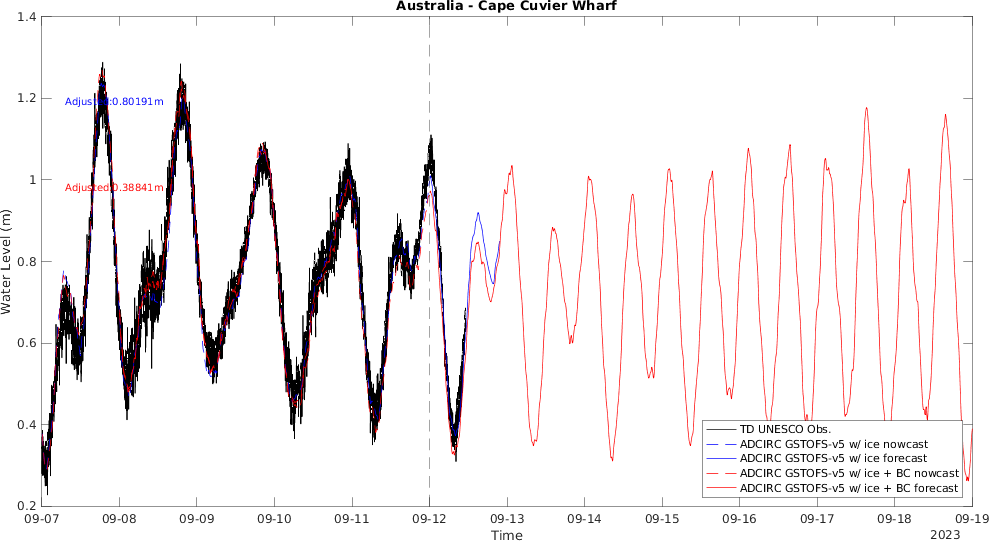 Australia - Cape Cuvier Wharf
Water Level (m)
1.4
1.2
1
0.8
0.6
0.4
0.2
Adjusted:0.80191m
Adjusted:0.38841m
TD UNESCO Obs.
ADCIRC GSTOFS-v5 w/ ice nowcast
ADCIRC GSTOFS-v5 w/ ice forecast
ADCIRC GSTOFS-v5 w/ ice + BC nowcast
ADCIRC GSTOFS-v5 w/ ice + BC forecast
09-07 09-08 09-09 09-10 09-11 09-12 09-13 09-14 09-15 09-16 09-17 09-18 09-19
Time
2023